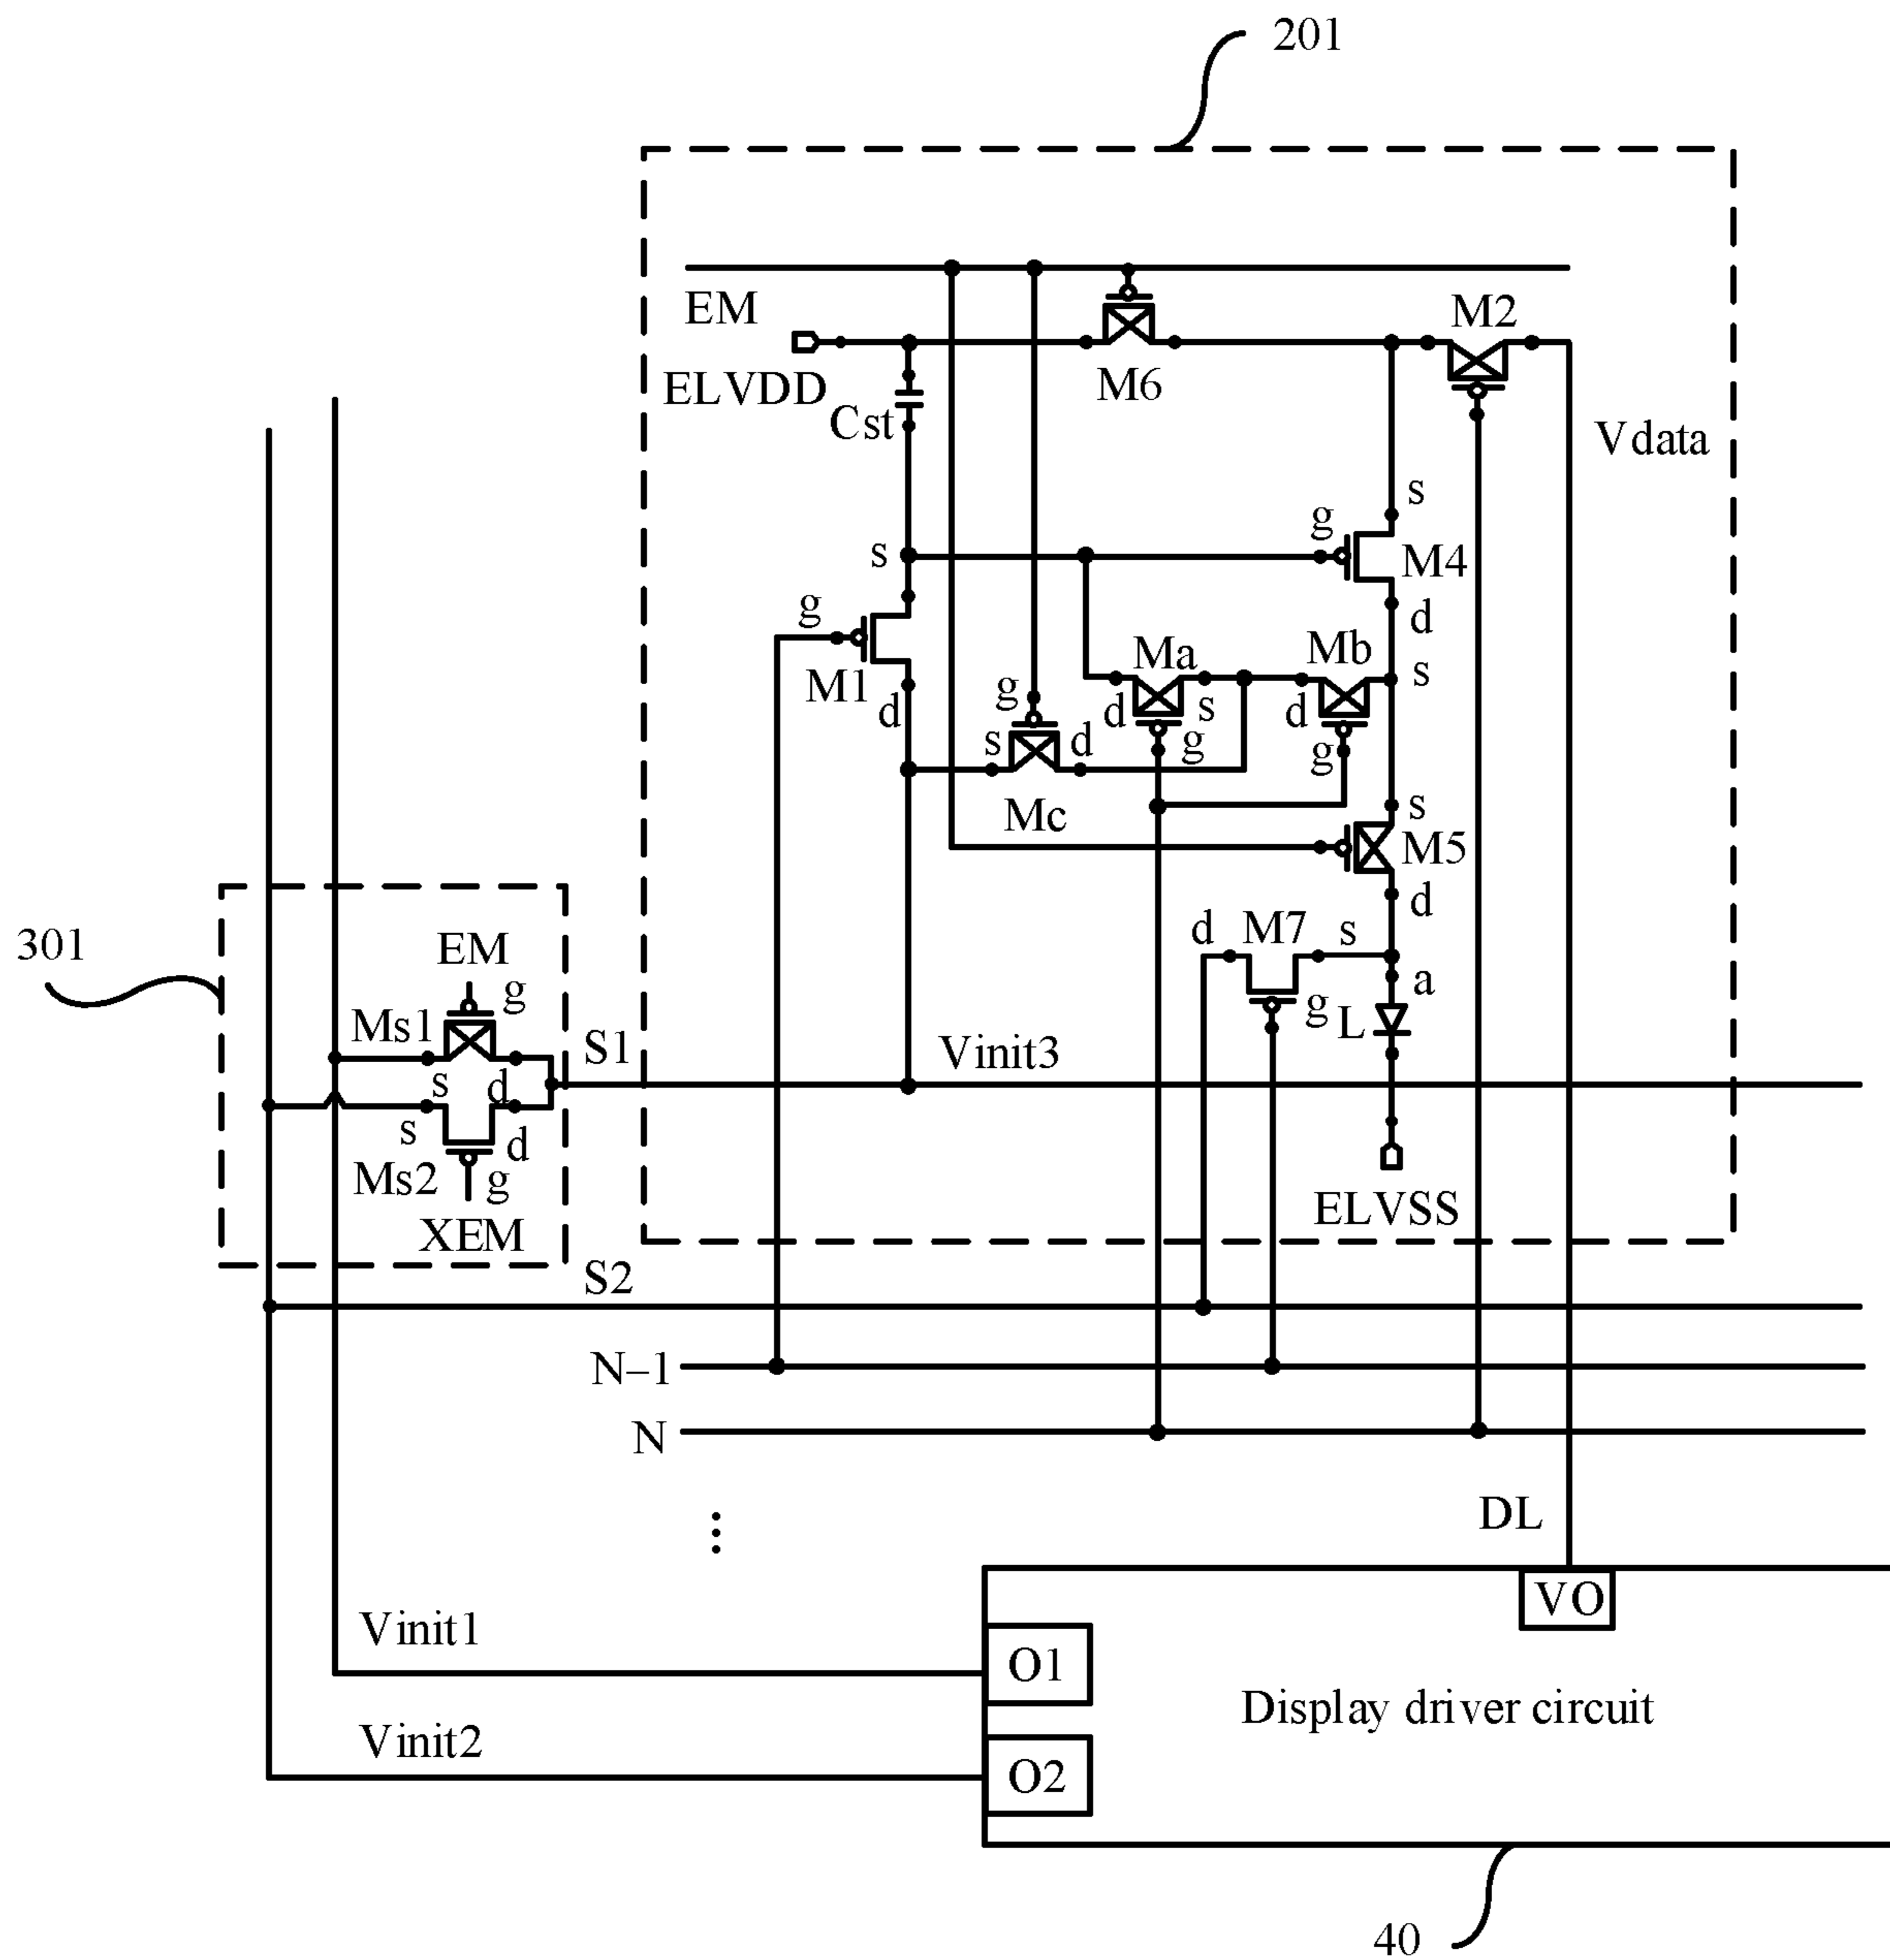 201
EM
M2
ELVDD
M6
Cst
Vdata
s
g
s
M4
g
d
Ma
Mb
s
M1
g
d
s
d
d
g
s
d
g
Mc
s
M5
d
d
M7
s
301
EM
g
a
g
L
Ms1
S1
Vinit3
s
d
s
d
Ms2
g
XEM
ELVSS
S2
N–1
N
DL
VO
Vinit1
O1
Display driver circuit
Vinit2
O2
40